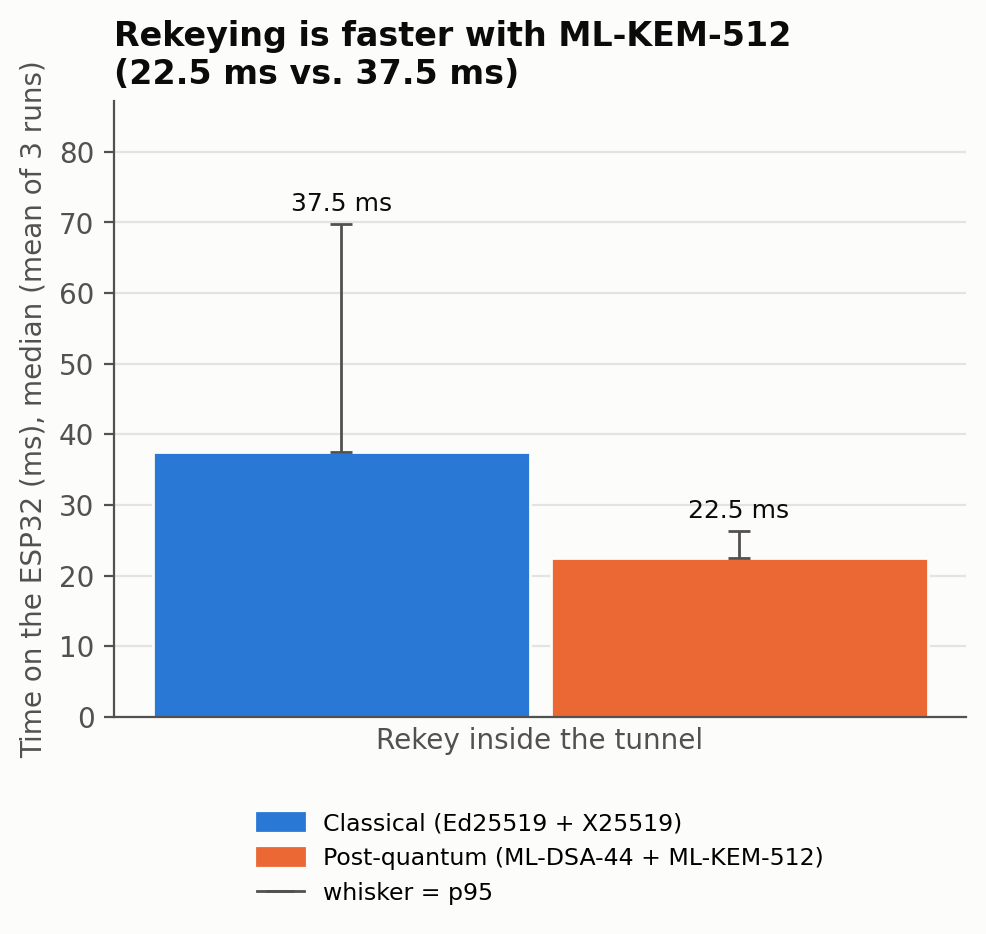 Rekeying is faster with ML-KEM-512
(22.5 ms vs. 37.5 ms)
Time on the ESP32 (ms), median (mean of 3 runs)
80
70
60
50
40
30
20
10
0
37.5 ms
22.5 ms
Rekey inside the tunnel
Classical (Ed25519 + X25519)
Post-quantum (ML-DSA-44 + ML-KEM-512)
whisker = p95